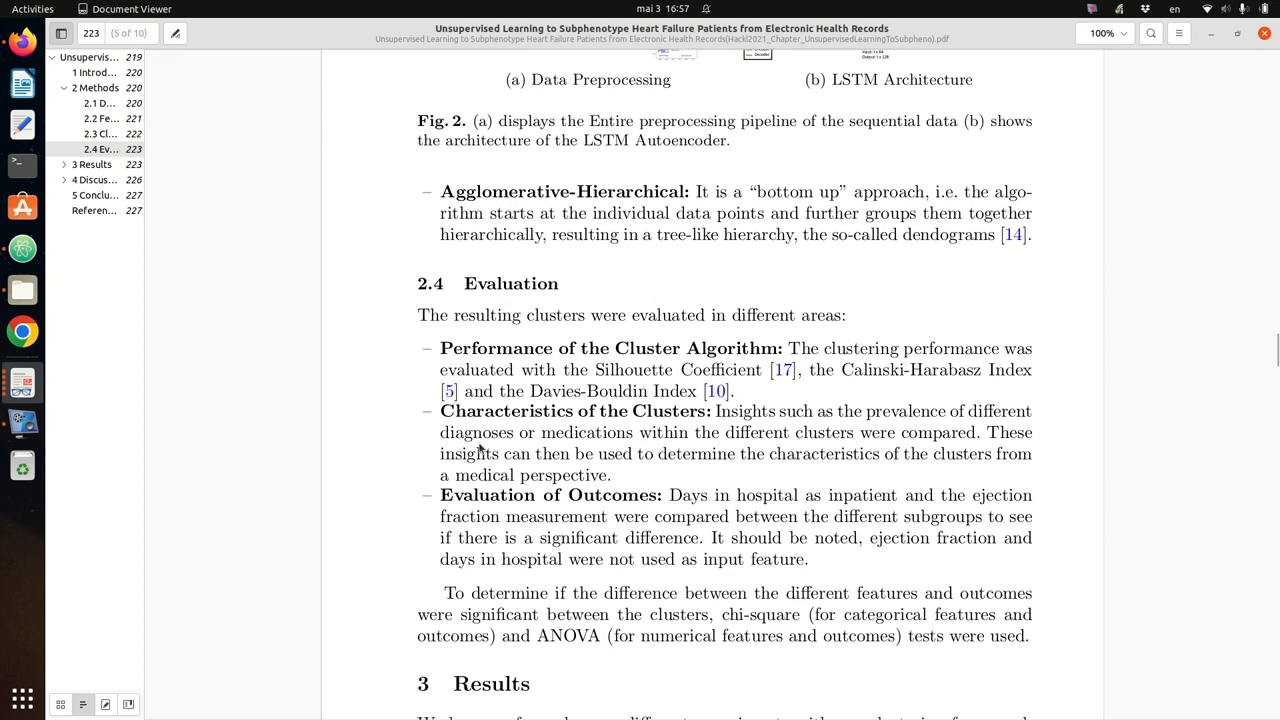 Activities
Document Viewer
mai 3 16:57
223
(5 of 10)
Unsupervised Learning to Subphenotype Heart Failure Patients from Electronic Health Records
Unsupervised Learning to Subphenotype Heart Failure Patients from Electronic Health Records(Hackl2021_Chapter_UnsupervisedLearningToSubpheno).pdf
100%
Unsupervis... 219
1 Introd... 220
2 Methods 220
2.1 D... 220
2.2 Fe... 221
2.3 Cl... 222
2.4 Ev... 223
3 Results 223
4 Discus... 226
5 Conclu... 227
Referen... 227
(a) Data Preprocessing
(b) LSTM Architecture
Fig. 2. (a) displays the Entire preprocessing pipeline of the sequential data (b) shows
the architecture of the LSTM Autoencoder.
– Agglomerative-Hierarchical: It is a “bottom up” approach, i.e. the algo-
rithm starts at the individual data points and further groups them together
hierarchically, resulting in a tree-like hierarchy, the so-called dendograms [14].
2.4 Evaluation
The resulting clusters were evaluated in different areas:
– Performance of the Cluster Algorithm: The clustering performance was
evaluated with the Silhouette Coefficient [17], the Calinski-Harabasz Index
[5] and the Davies-Bouldin Index [10].
– Characteristics of the Clusters: Insights such as the prevalence of different
diagnoses or medications within the different clusters were compared. These
insights can then be used to determine the characteristics of the clusters from
a medical perspective.
– Evaluation of Outcomes: Days in hospital as inpatient and the ejection
fraction measurement were compared between the different subgroups to see
if there is a significant difference. It should be noted, ejection fraction and
days in hospital were not used as input feature.
To determine if the difference between the different features and outcomes
were significant between the clusters, chi-square (for categorical features and
outcomes) and ANOVA (for numerical features and outcomes) tests were used.
3 Results